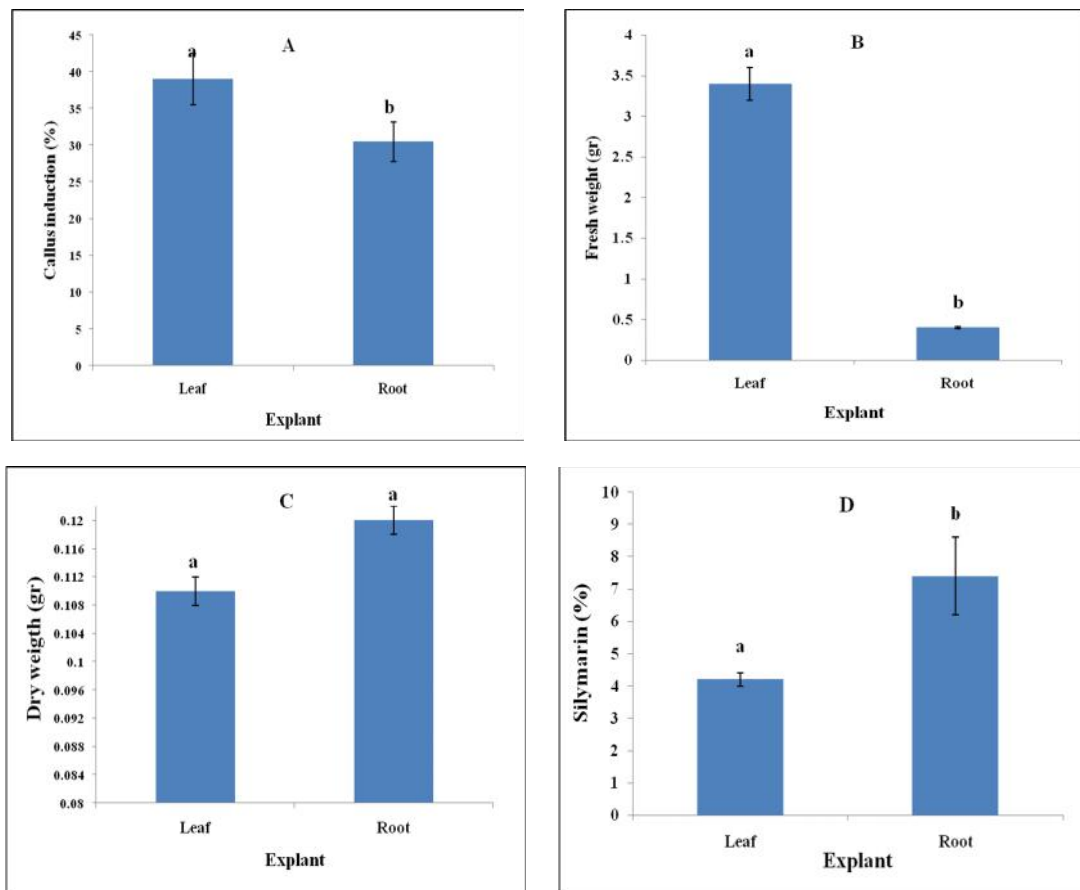 A
45
40
35
30
25
20
15
10
5
0
Callus induction (%)
a
b
Leaf Root
Explant
B
4
3.5
3
2.5
2
1.5
1
0.5
0
Fresh weight (gr)
a
b
Leaf Root
Explant
C
0.12
0.116
0.112
0.108
0.104
0.1
0.096
0.092
0.088
0.084
0.08
Dry weigth (gr)
a
a
Leaf Root
Explant
D
10
9
8
7
6
5
4
3
2
1
0
Silymarin (%)
a
b
Leaf Root
Explant